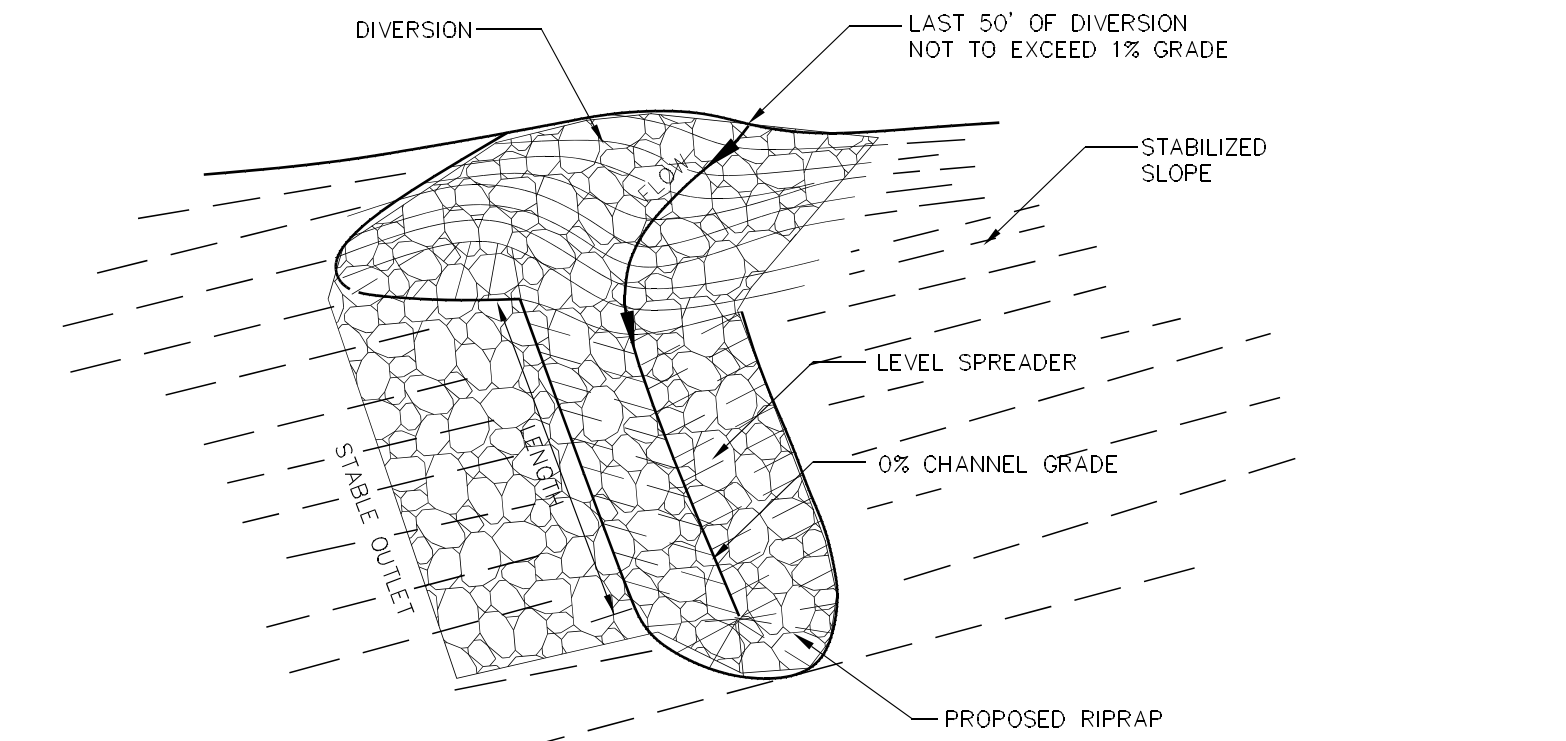 DIVERSION
LAST 50' OF DIVERSION
NOT TO EXCEED 1% GRADE
STABILIZED
SLOPE
FLOW
LEVEL SPREADER
LENGTH
0% CHANNEL GRADE
STABLE OUTLET
PROPOSED RIPRAP